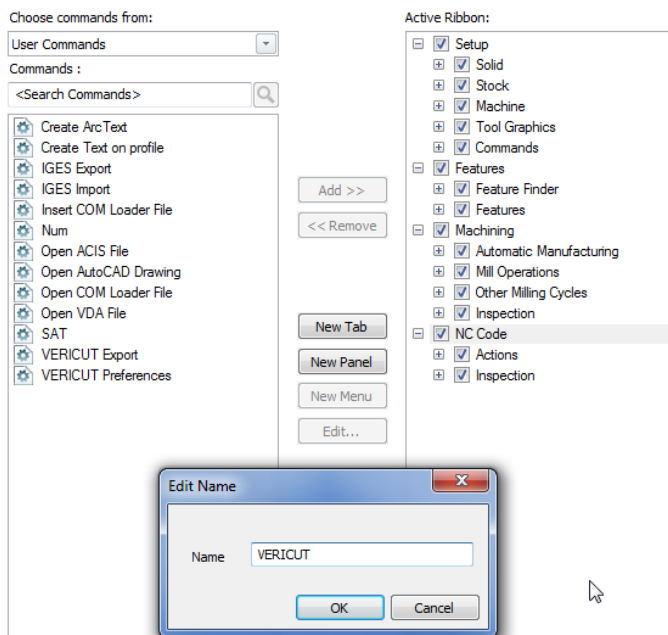 Choose commands from:
User Commands
Commands :
<Search Commands>
Create ArcText
Create Text on profile
IGES Export
IGES Import
Insert COM Loader File
Num
Open ACIS File
Open AutoCAD Drawing
Open COM Loader File
Open VDA File
SAT
VERICUT Export
VERICUT Preferences
Add >>
<< Remove
New Tab
New Panel
New Menu
Edit...
Active Ribbon:
Setup
Solid
Stock
Machine
Tool Graphics
Commands
Features
Feature Finder
Features
Machining
Automatic Manufacturing
Mill Operations
Other Milling Cycles
Inspection
NC Code
Actions
Inspection
Edit Name
Name VERICUT
OK Cancel